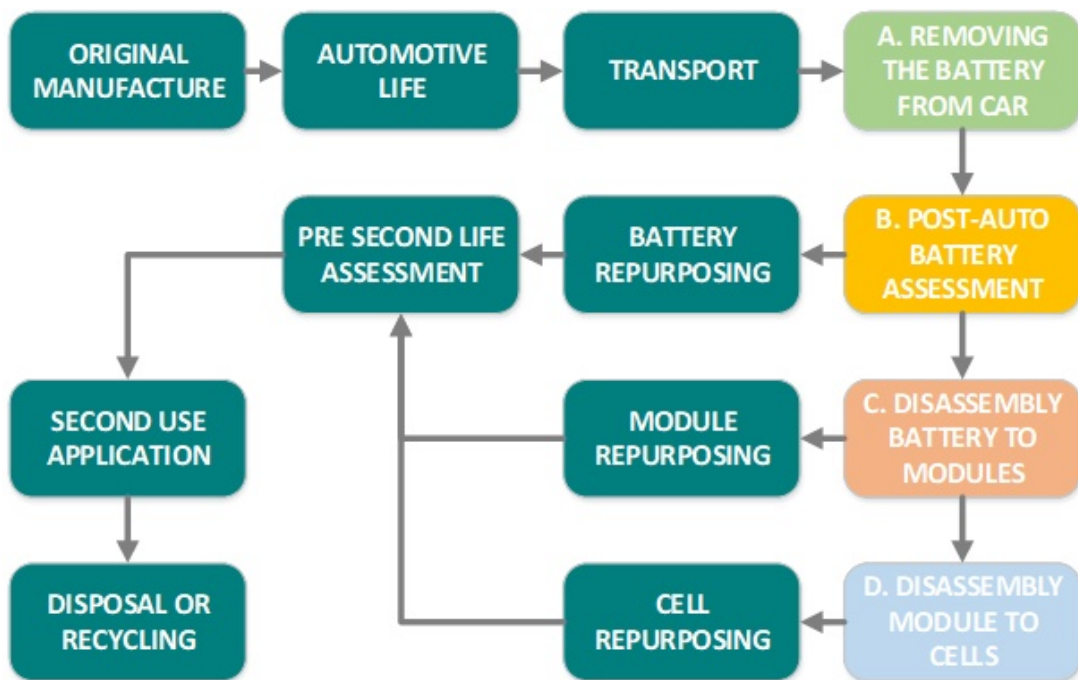 ORIGINAL
MANUFACTURE
AUTOMOTIVE
LIFE
TRANSPORT
A. REMOVING
THE BATTERY
FROM CAR
PRE SECOND LIFE
ASSESSMENT
BATTERY
REPURPOSING
B. POST-AUTO
BATTERY
ASSESSMENT
SECOND USE
APPLICATION
MODULE
REPURPOSING
C. DISASSEMBLY
BATTERY TO
MODULES
DISPOSAL OR
RECYCLING
CELL
REPURPOSING
D. DISASSEMBLY
MODULE TO
CELLS